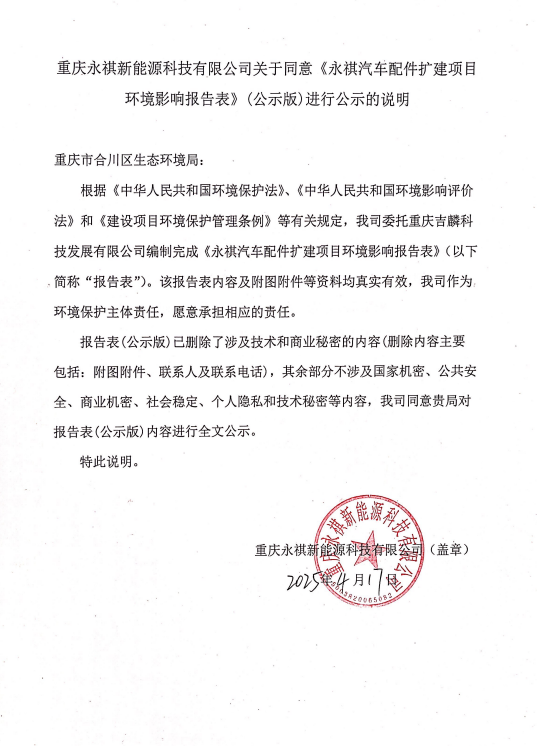 重庆永祺新能源科技有限公司关于同意《永祺汽车配件扩建项目
环境影响报告表》(公示版)进行公示的说明
重庆市合川区生态环境局：
根据《中华人民共和国环境保护法》、《中华人民共和国环境影响评价
法》和《建设项目环境保护管理条例》等有关规定，我司委托重庆吉麟科
技发展有限公司编制完成《永祺汽车配件扩建项目环境影响报告表》（以下
简称“报告表”）。该报告表内容及附图附件等资料均真实有效，我司作为
环境保护主体责任，愿意承担相应的责任。
报告表(公示版)已删除了涉及技术和商业秘密的内容(删除内容主要
包括：附图附件、联系人及联系电话)，其余部分不涉及国家机密、公共安
全、商业机密、社会稳定、个人隐私和技术秘密等内容，我司同意贵局对
报告表(公示版)内容进行全文公示。
特此说明。
重庆永祺新能源科技有限公司
重庆永祺新能源科技有限公司（盖章）
2025年4月17日